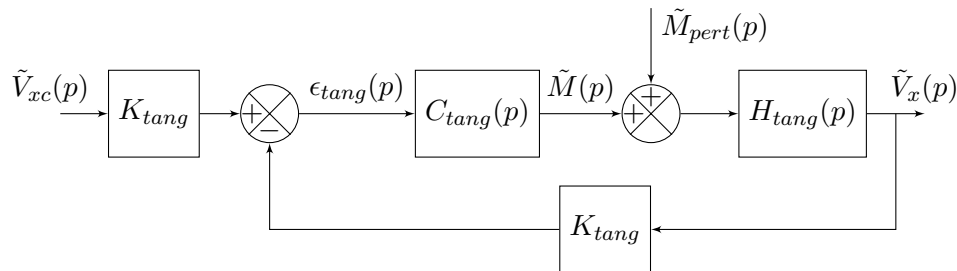 M̃_pert(p)
Ṽ_xc(p)
K_tang
+
−
ϵ_tang(p)
C_tang(p)
M̃(p)
+
+
H_tang(p)
Ṽ_x(p)
K_tang